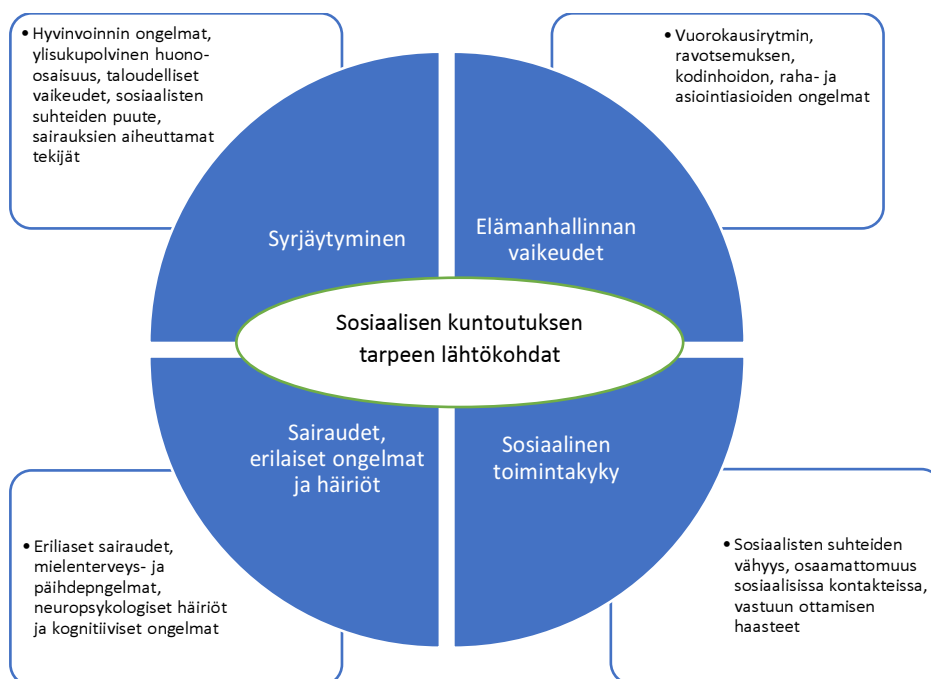 • Hyvinvoinnin ongelmat,
ylisukupolvinen huono-
osaisuus, taloudelliset
vaikeudet, sosiaalisten
suhteiden puute,
sairauksien aiheuttamat
tekijät
• Vuorokausirytmin,
ravotsemuksen,
kodinhoidon, raha- ja
asiointiasioiden ongelmat
Syrjäytyminen
Elämänhallinnan
vaikeudet
Sosiaalisen kuntoutuksen
tarpeen lähtökohdat
Sairaudet,
erilaiset ongelmat
ja häiriöt
Sosiaalinen
toimintakyky
• Eriliaset sairaudet,
mielenterveys- ja
päihdepngelmat,
neuropsykologiset häiriöt
ja kognitiiviset ongelmat
• Sosiaalisten suhteiden
vähyys, osaamattomuus
sosiaalisissa kontakteissa,
vastuun ottamisen
haasteet